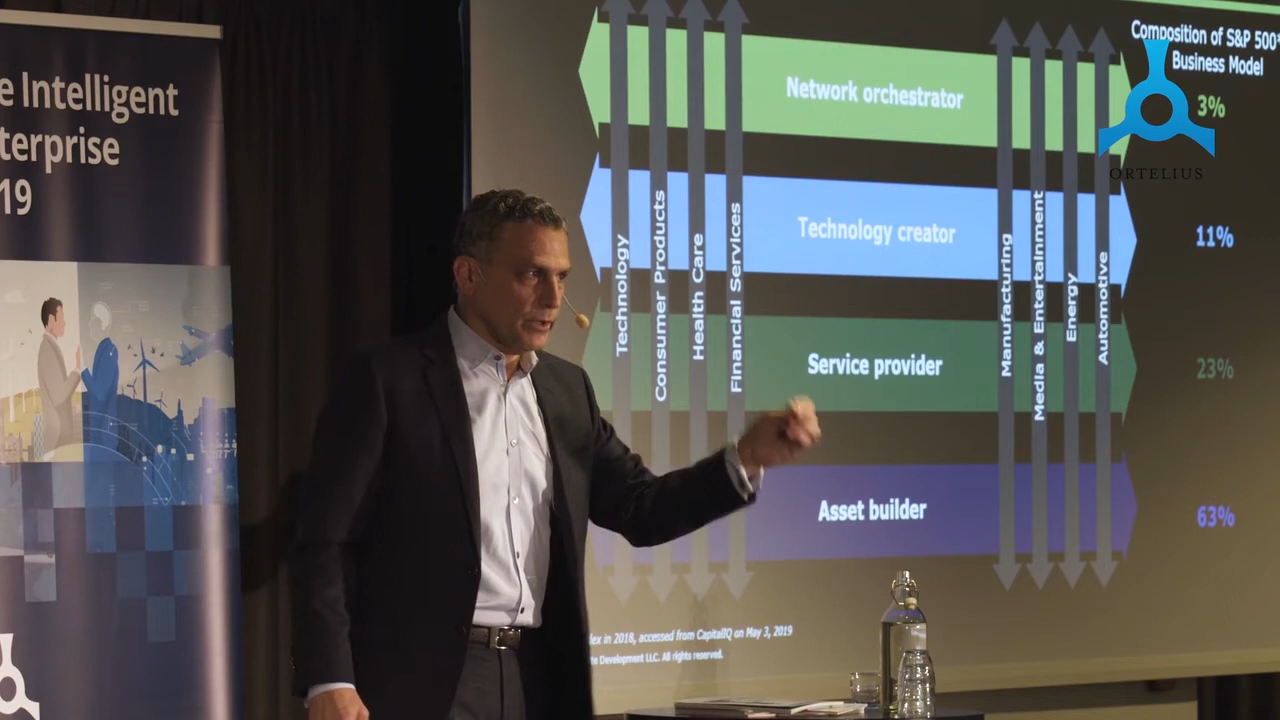 e Intelligent
terprise
19
Composition of S&P 500*
Business Model
Network orchestrator
3%
ORTELIUS
Technology creator
11%
Service provider
23%
Asset builder
63%
Technology
Consumer Products
Health Care
Financial Services
Manufacturing
Media & Entertainment
Energy
Automotive
dex in 2018, accessed from CapitalIQ on May 3, 2019
te Development LLC. All rights reserved.